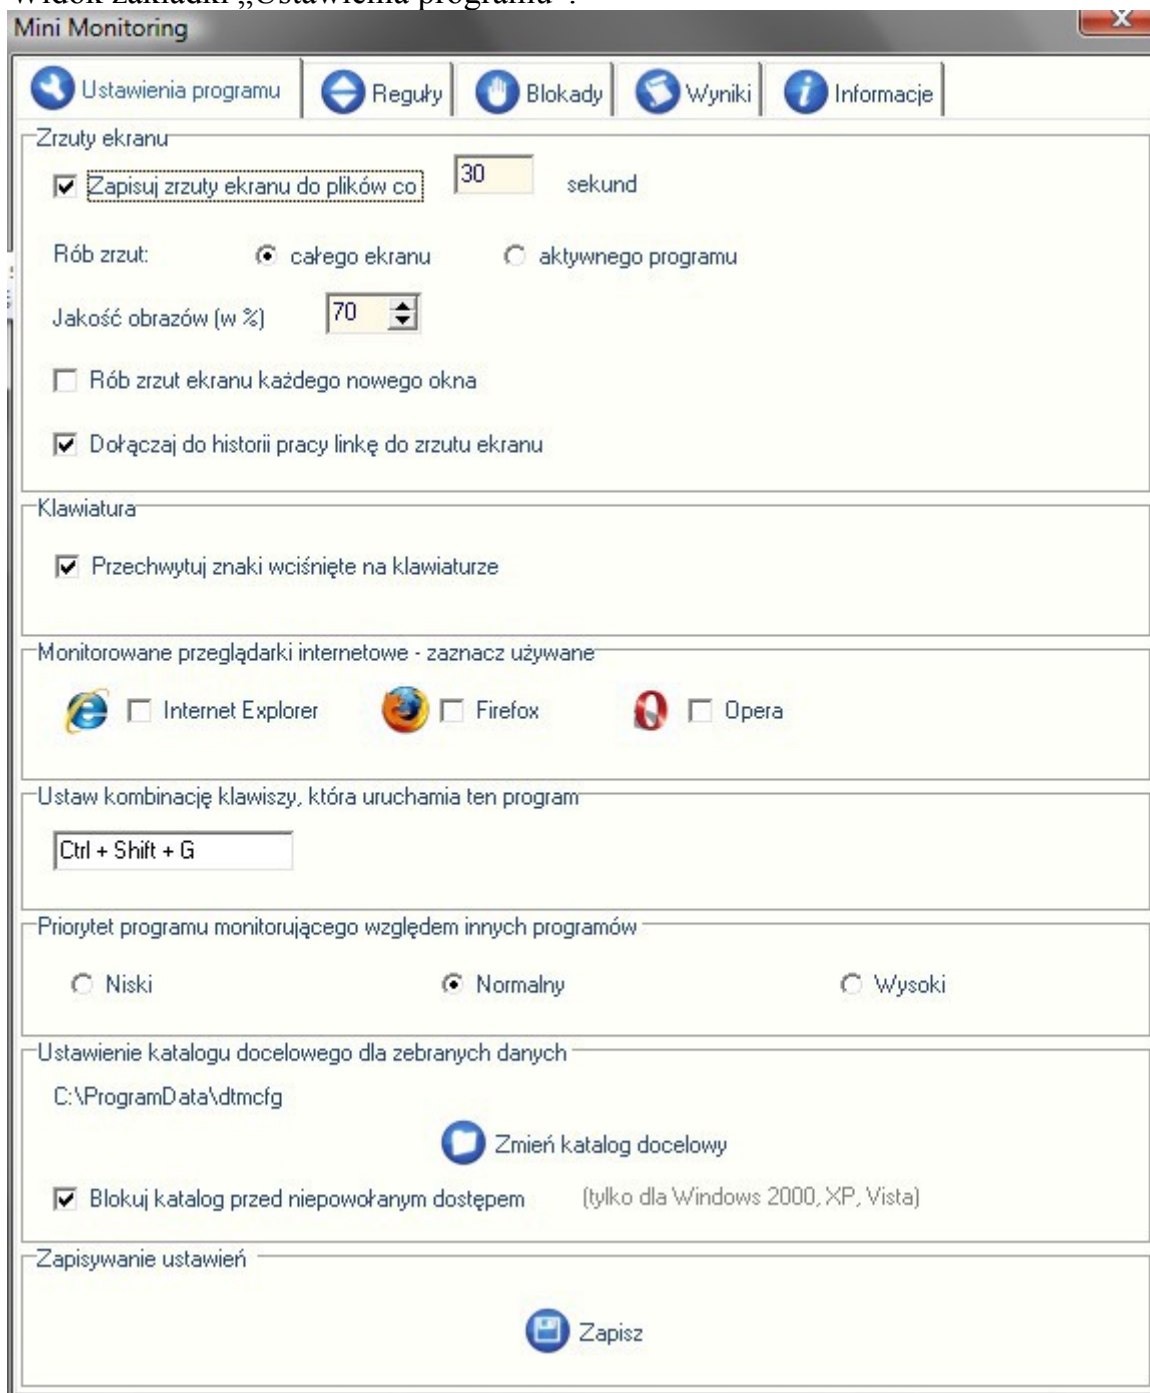 Widok zakładki „Ustawienia programu”.
Mini Monitoring
Ustawienia programu Reguły Blokady Wyniki Informacje
Zrzuty ekranu
Zapisuj zrzuty ekranu do plików co 30 sekund
Rób zrzut: całego ekranu aktywnego programu
Jakość obrazów (w %) 70
Rób zrzut ekranu każdego nowego okna
Dołączaj do historii pracy linkę do zrzutu ekranu
Klawiatura
Przechwytuj znaki wciśnięte na klawiaturze
Monitorowane przeglądarki internetowe - zaznacz używane
Internet Explorer Firefox Opera
Ustaw kombinację klawiszy, która uruchamia ten program
Ctrl + Shift + G
Priorytet programu monitorującego względem innych programów
Niski Normalny Wysoki
Ustawienie katalogu docelowego dla zebranych danych
C:\ProgramData\dtmcfg
Zmień katalog docelowy
Blokuj katalog przed niepowołanym dostępem (tylko dla Windows 2000, XP, Vista)
Zapisywanie ustawień
Zapisz